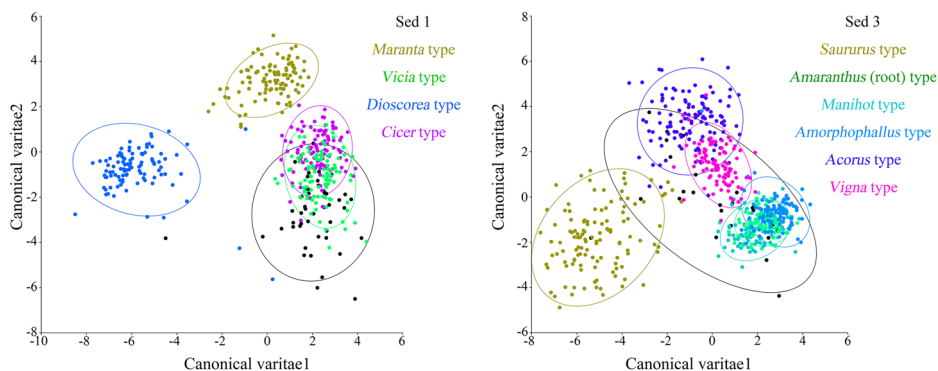 Sed 1
Maranta type
Vicia type
Dioscorea type
Cicer type
Canonical varitae2
6
4
2
0
-2
-4
-6
-8
-10
-8
-6
-4
-2
0
2
4
6
Canonical varitae1
Sed 3
Saururus type
Amaranthus (root) type
Manihot type
Amorphophallus type
Acorus type
Vigna type
Canonical varitae2
8
6
4
2
0
-2
-4
-6
-8
-6
-4
-2
0
2
4
6
Canonical varitae1